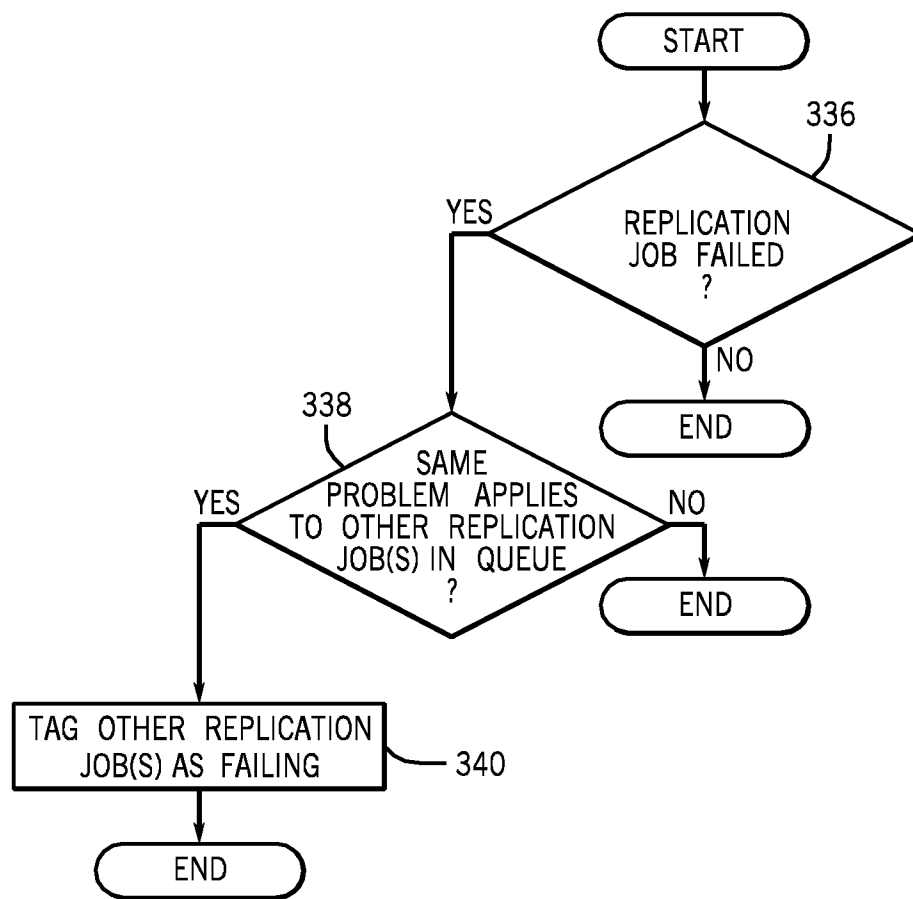 START
336
YES
REPLICATION
JOB FAILED
?
NO
END
338
SAME
PROBLEM APPLIES
TO OTHER REPLICATION
JOB(S) IN QUEUE
?
YES
NO
END
TAG OTHER REPLICATION
JOB(S) AS FAILING
340
END